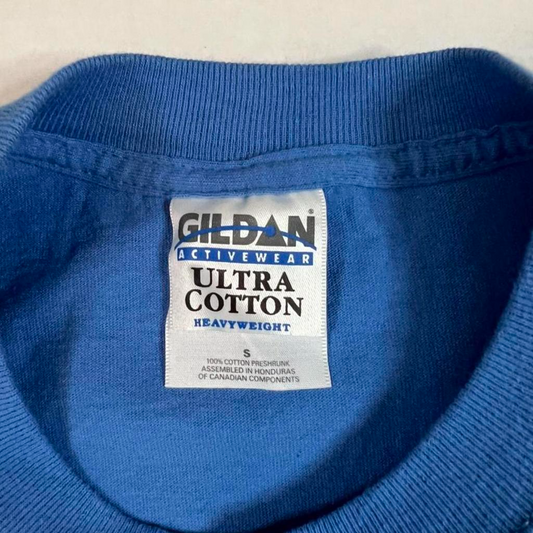 GILDAN®
ACTIVEWEAR
ULTRA
COTTON
HEAVYWEIGHT
S
100% COTTON PRESHRUNK
ASSEMBLED IN HONDURAS
OF CANADIAN COMPONENTS